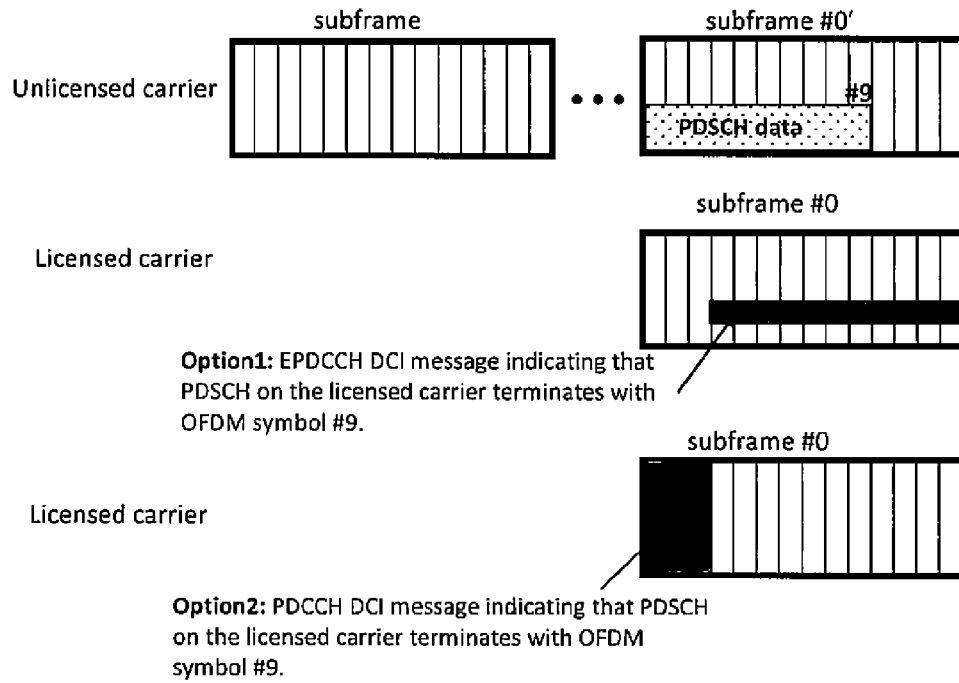 subframe
subframe #0′
Unlicensed carrier
#9
PDSCH data
subframe #0
Licensed carrier
Option1: EPDCCH DCI message indicating that
PDSCH on the licensed carrier terminates with
OFDM symbol #9.
subframe #0
Licensed carrier
Option2: PDCCH DCI message indicating that PDSCH
on the licensed carrier terminates with OFDM
symbol #9.